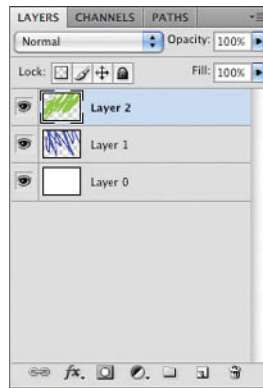 LAYERS CHANNELS PATHS
Normal Opacity: 100%
Lock: Fill: 100%
Layer 2
Layer 1
Layer 0
fx.